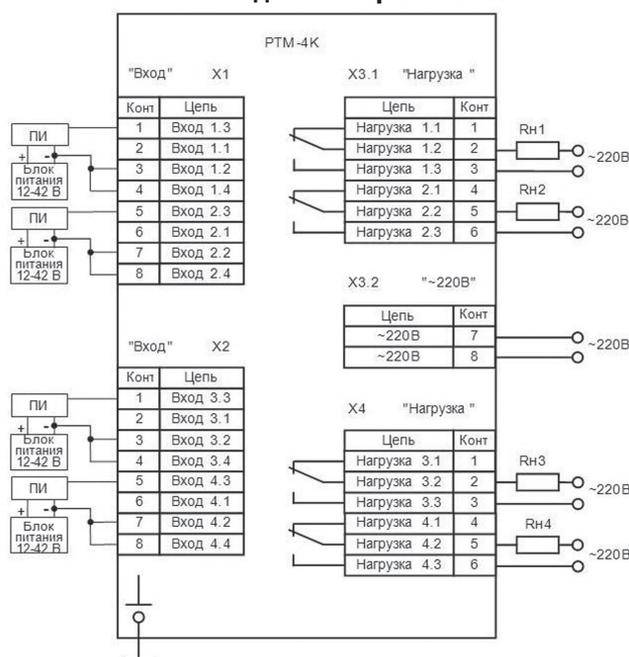 РТМ-4К
"Вход" X1
Конт Цепь
1 Вход 1.3
2 Вход 1.1
3 Вход 1.2
4 Вход 1.4
5 Вход 2.3
6 Вход 2.1
7 Вход 2.2
8 Вход 2.4
ПИ
+ -
Блок
питания
12-42 В
ПИ
+ -
Блок
питания
12-42 В
X3.1 "Нагрузка "
Цепь Конт
Нагрузка 1.1 1
Нагрузка 1.2 2
Нагрузка 1.3 3
Нагрузка 2.1 4
Нагрузка 2.2 5
Нагрузка 2.3 6
Rн1
~220В
Rн2
~220В
X3.2 "~220В"
Цепь Конт
~220В 7
~220В 8
~220В
"Вход" X2
Конт Цепь
1 Вход 3.3
2 Вход 3.1
3 Вход 3.2
4 Вход 3.4
5 Вход 4.3
6 Вход 4.1
7 Вход 4.2
8 Вход 4.4
ПИ
+ -
Блок
питания
12-42 В
ПИ
+ -
Блок
питания
12-42 В
X4 "Нагрузка "
Цепь Конт
Нагрузка 3.1 1
Нагрузка 3.2 2
Нагрузка 3.3 3
Нагрузка 4.1 4
Нагрузка 4.2 5
Нагрузка 4.3 6
Rн3
~220В
Rн4
~220В